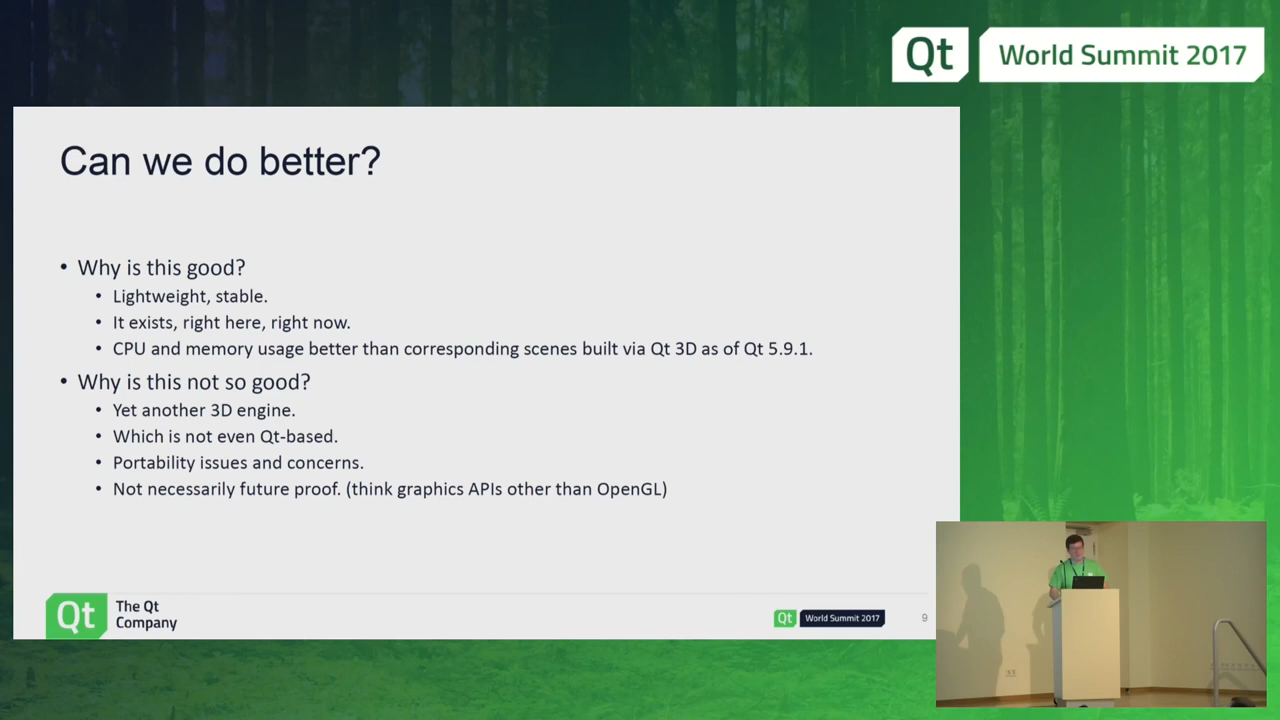 Qt World Summit 2017
Can we do better?
• Why is this good?
• Lightweight, stable.
• It exists, right here, right now.
• CPU and memory usage better than corresponding scenes built via Qt 3D as of Qt 5.9.1.
• Why is this not so good?
• Yet another 3D engine.
• Which is not even Qt-based.
• Portability issues and concerns.
• Not necessarily future proof. (think graphics APIs other than OpenGL)
Qt The Qt
Company
Qt World Summit 2017
9